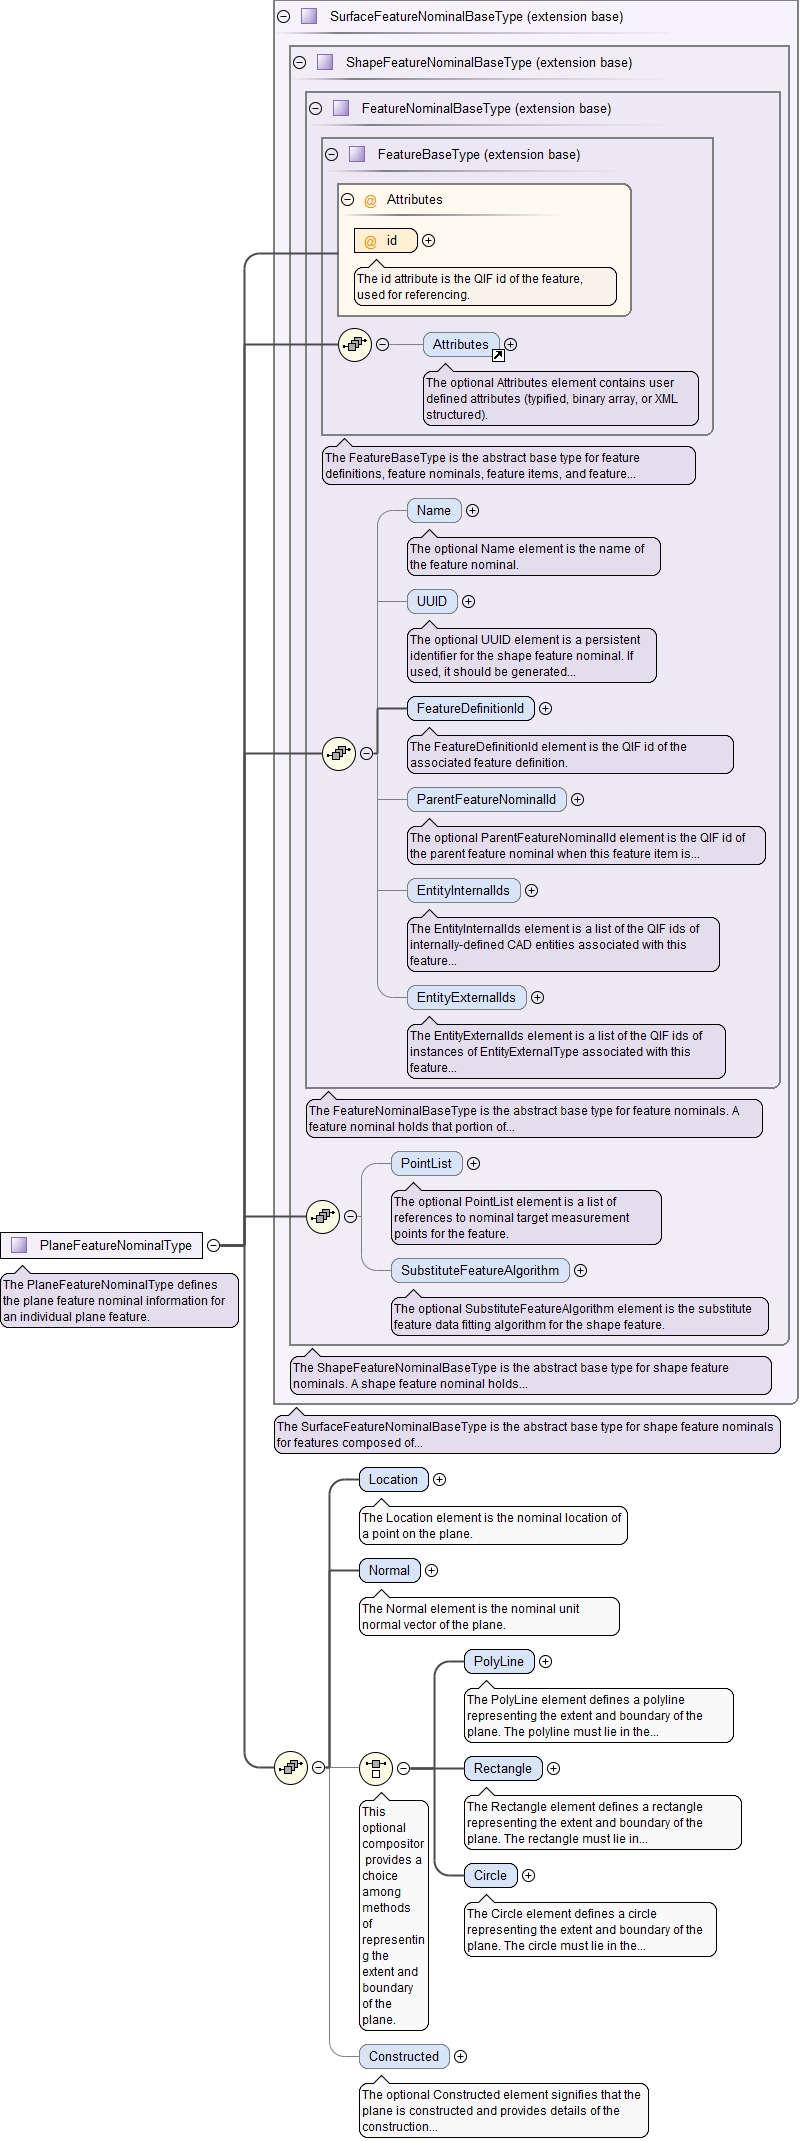 SurfaceFeatureNominalBaseType (extension base)
ShapeFeatureNominalBaseType (extension base)
FeatureNominalBaseType (extension base)
FeatureBaseType (extension base)
@ Attributes
@ id
The id attribute is the QIF id of the feature,
used for referencing.
Attributes
The optional Attributes element contains user
defined attributes (typified, binary array, or XML
structured).
The FeatureBaseType is the abstract base type for feature
definitions, feature nominals, feature items, and feature...
Name
The optional Name element is the name of
the feature nominal.
UUID
The optional UUID element is a persistent
identifier for the shape feature nominal. If
used, it should be generated...
FeatureDefinitionId
The FeatureDefinitionId element is the QIF id of the
associated feature definition.
ParentFeatureNominalId
The optional ParentFeatureNominalId element is the QIF id of
the parent feature nominal when this feature item is...
EntityInternalIds
The EntityInternalIds element is a list of the QIF ids of
internally-defined CAD entities associated with this
feature...
EntityExternalIds
The EntityExternalIds element is a list of the QIF ids of
instances of EntityExternalType associated with this
feature...
The FeatureNominalBaseType is the abstract base type for feature nominals. A
feature nominal holds that portion of...
PointList
The optional PointList element is a list of
references to nominal target measurement
points for the feature.
SubstituteFeatureAlgorithm
The optional SubstituteFeatureAlgorithm element is the substitute
feature data fitting algorithm for the shape feature.
PlaneFeatureNominalType
The PlaneFeatureNominalType defines
the plane feature nominal information for
an individual plane feature.
The ShapeFeatureNominalBaseType is the abstract base type for shape feature
nominals. A shape feature nominal holds...
The SurfaceFeatureNominalBaseType is the abstract base type for shape feature nominals
for features composed of...
Location
The Location element is the nominal location of
a point on the plane.
Normal
The Normal element is the nominal unit
normal vector of the plane.
PolyLine
The PolyLine element defines a polyline
representing the extent and boundary of the
plane. The polyline must lie in the...
Rectangle
The Rectangle element defines a rectangle
representing the extent and boundary of the
plane. The rectangle must lie in...
Circle
The Circle element defines a circle
representing the extent and boundary of the
plane. The circle must lie in the...
This
optional
compositor
provides a
choice
among
methods
of
representin
g the
extent and
boundary
of the
plane.
Constructed
The optional Constructed element signifies that the
plane is constructed and provides details of the
construction...